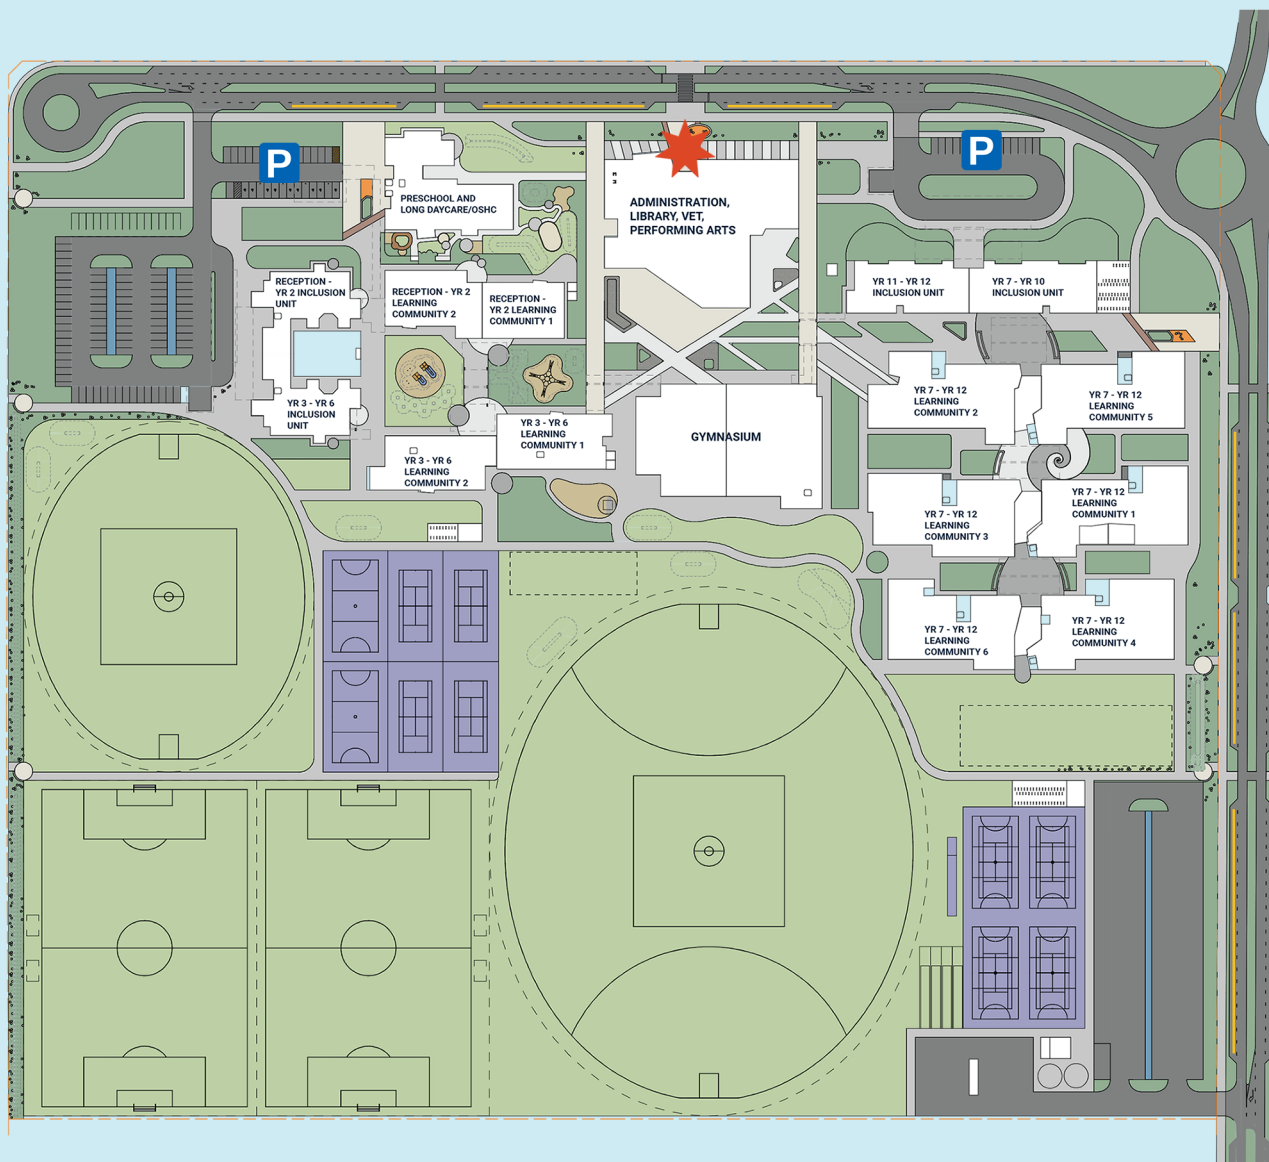 P
P
PRESCHOOL AND
LONG DAYCARE/OSHC
ADMINISTRATION,
LIBRARY, VET,
PERFORMING ARTS
RECEPTION -
YR 2 INCLUSION
UNIT
RECEPTION - YR 2
LEARNING
COMMUNITY 2
RECEPTION -
YR 2 LEARNING
COMMUNITY 1
YR 11 - YR 12
INCLUSION UNIT
YR 7 - YR 10
INCLUSION UNIT
YR 3 - YR 6
INCLUSION
UNIT
YR 7 - YR 12
LEARNING
COMMUNITY 2
YR 7 - YR 12
LEARNING
COMMUNITY 5
YR 3 - YR 6
LEARNING
COMMUNITY 1
GYMNASIUM
YR 3 - YR 6
LEARNING
COMMUNITY 2
YR 7 - YR 12
LEARNING
COMMUNITY 3
YR 7 - YR 12
LEARNING
COMMUNITY 1
YR 7 - YR 12
LEARNING
COMMUNITY 6
YR 7 - YR 12
LEARNING
COMMUNITY 4